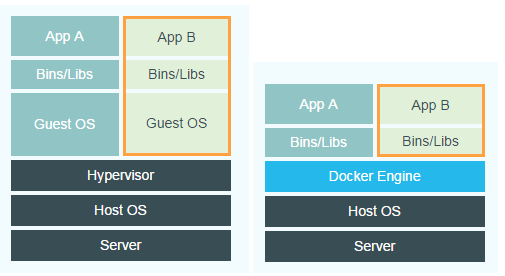 App A
App B
Bins/Libs
Bins/Libs
Guest OS
Guest OS
Hypervisor
Host OS
Server
App A
App B
Bins/Libs
Bins/Libs
Docker Engine
Host OS
Server